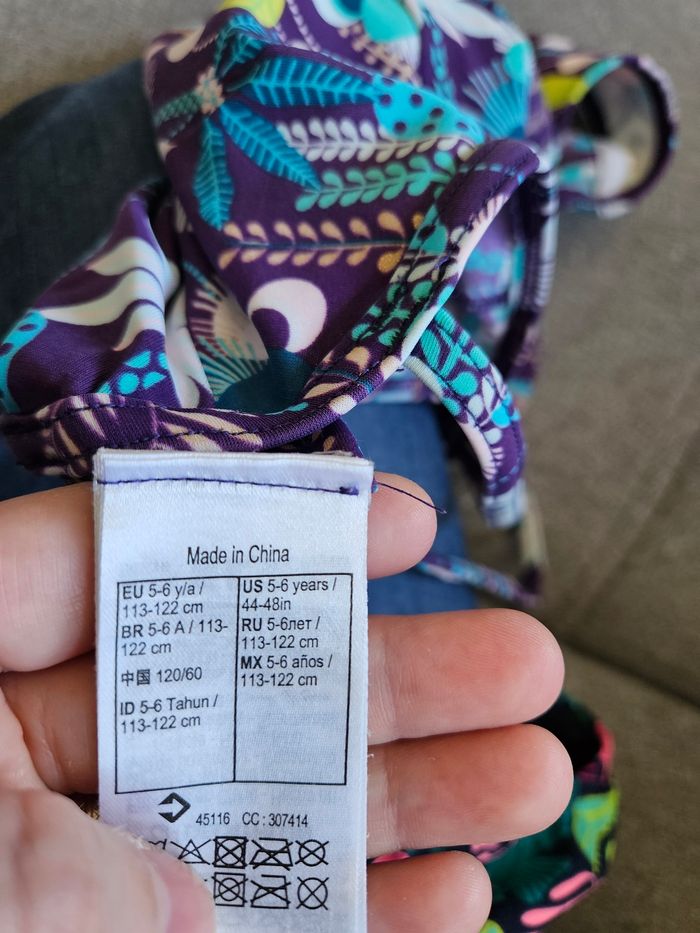 Made in China
EU 5-6 y/a /
113-122 cm
BR 5-6 A / 113-
122 cm
中国 120/60
ID 5-6 Tahun /
113-122 cm
US 5-6 years /
44-48in
RU 5-6лет /
113-122 cm
MX 5-6 años /
113-122 cm
45116 CC : 307414